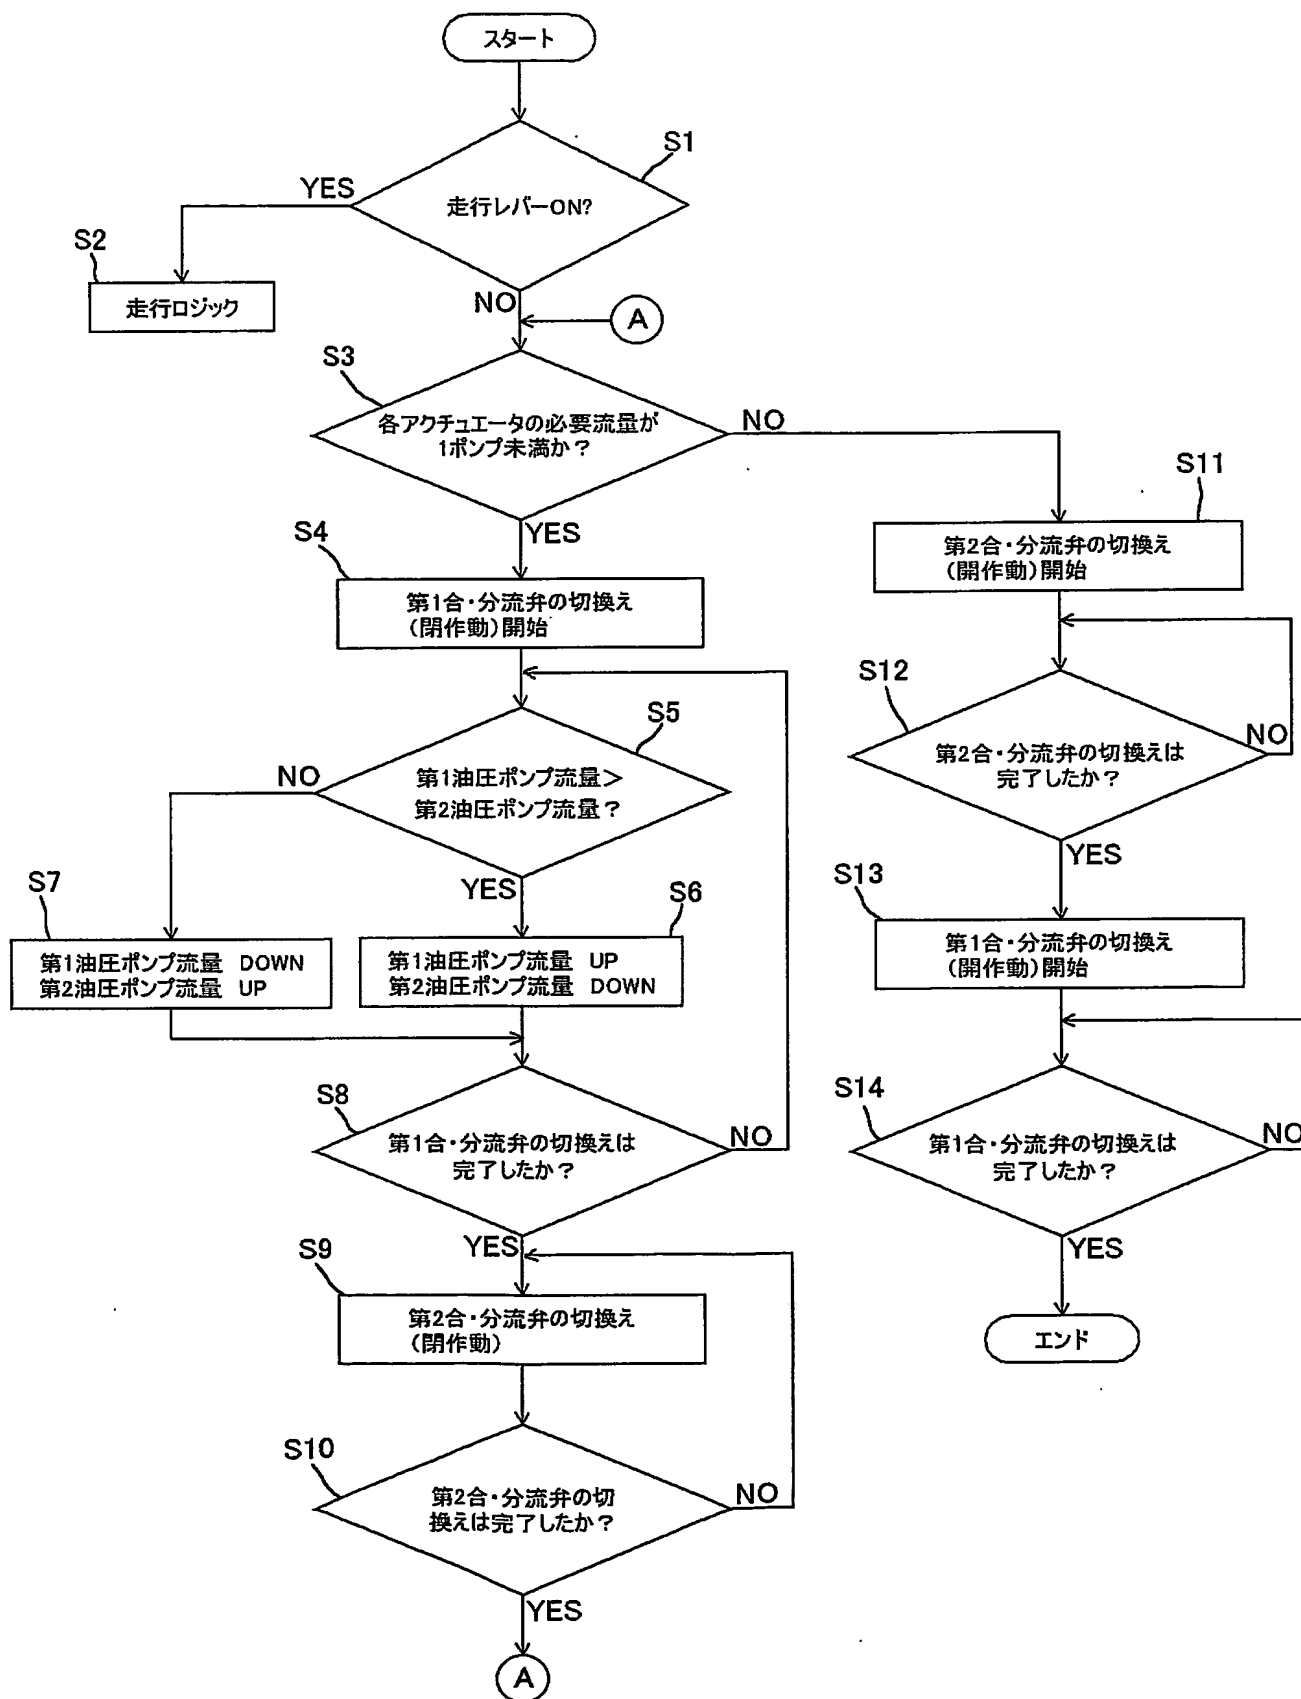 スタート
S1
YES
走行レバーON?
S2
走行ロジック
NO
A
S3
各アクチュエータの必要流量が
1ポンプ未満か?
NO
YES
S11
第2合・分流弁の切換え
(開作動)開始
S4
第1合・分流弁の切換え
(閉作動)開始
S12
第2合・分流弁の切換えは
完了したか?
NO
YES
S5
NO
第1油圧ポンプ流量>
第2油圧ポンプ流量?
YES
S7
第1油圧ポンプ流量 DOWN
第2油圧ポンプ流量 UP
S6
第1油圧ポンプ流量 UP
第2油圧ポンプ流量 DOWN
S13
第1合・分流弁の切換え
(開作動)開始
S8
第1合・分流弁の切換えは
完了したか?
NO
YES
S14
第1合・分流弁の切換えは
完了したか?
NO
YES
S9
第2合・分流弁の切換え
(閉作動)
エンド
S10
第2合・分流弁の切
換えは完了したか?
NO
YES
A